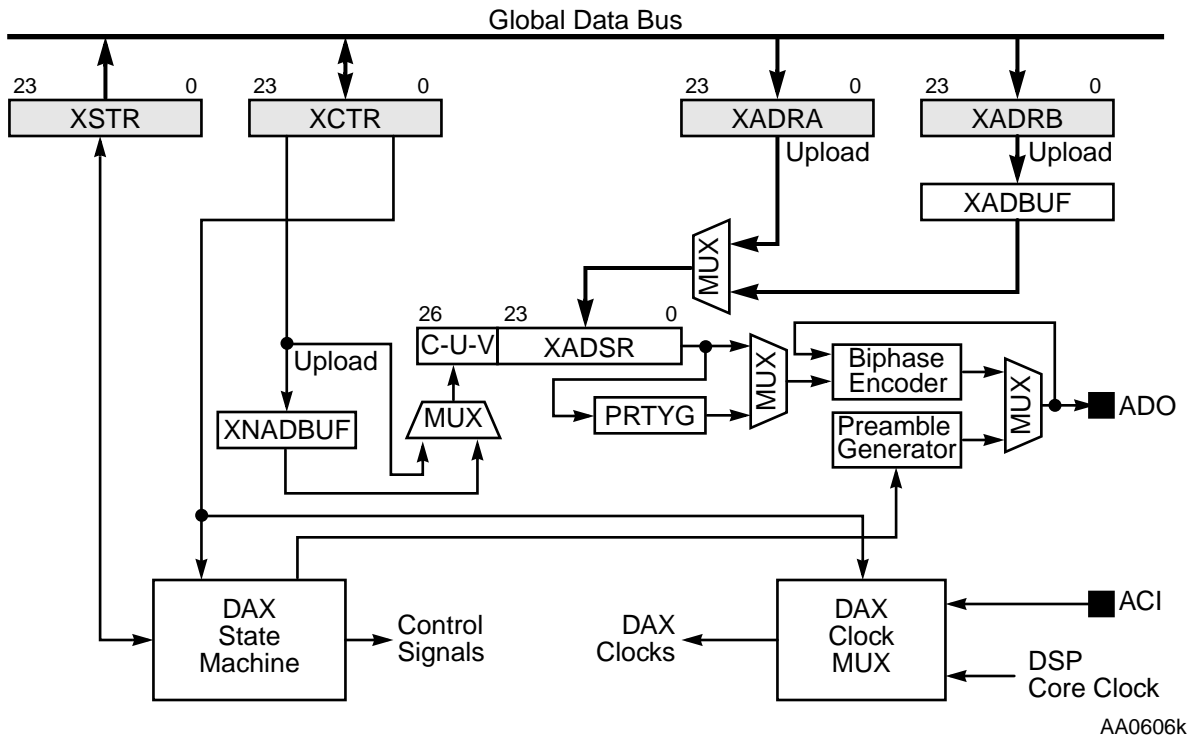 Global Data Bus
23 0 23 0 23 0 23 0
XSTR XCTR XADRA XADRB
Upload Upload
XADBUF
MUX
26 23 0
C-U-V XADSR
Upload
MUX
Biphase
Encoder
MUX
ADO
XNADBUF
MUX
PRTYG
Preamble
Generator
DAX
State
Machine
Control
Signals
DAX
Clocks
DAX
Clock
MUX
ACI
DSP
Core Clock
AA0606k